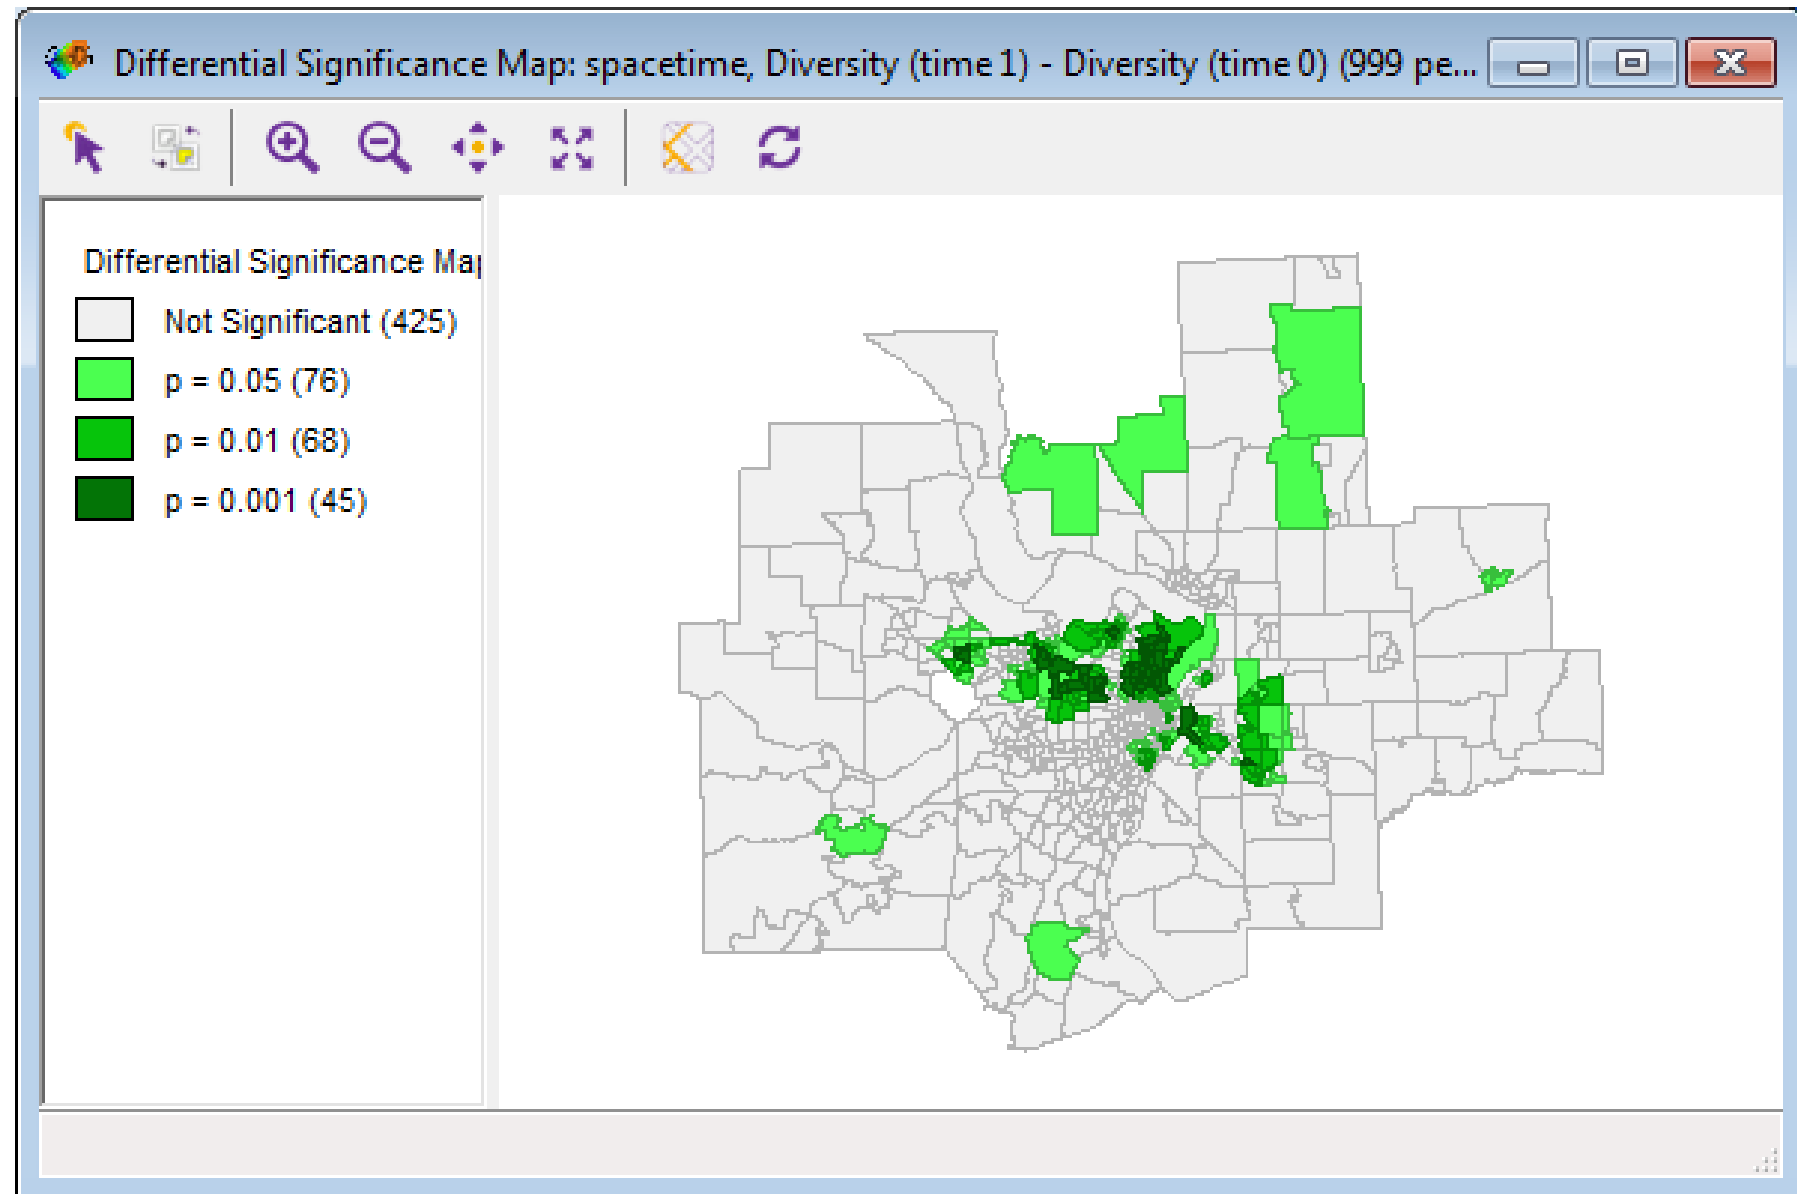 Differential Significance Map: spacetime, Diversity (time 1) - Diversity (time 0) (999 pe...
Differential Significance Map
Not Significant (425)
p = 0.05 (76)
p = 0.01 (68)
p = 0.001 (45)